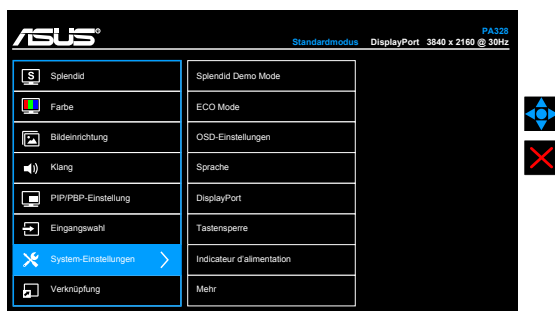 ASUS
PA328
Standardmodus DisplayPort 3840 x 2160 @ 30Hz
S Splendid
Splendid Demo Mode
Farbe
ECO Mode
Bildeinrichtung
OSD-Einstellungen
Klang
Sprache
PIP/PBP-Einstellung
DisplayPort
Eingangswahl
Tastensperre
System-Einstellungen
Indicateur d'alimentation
Verknüpfung
Mehr